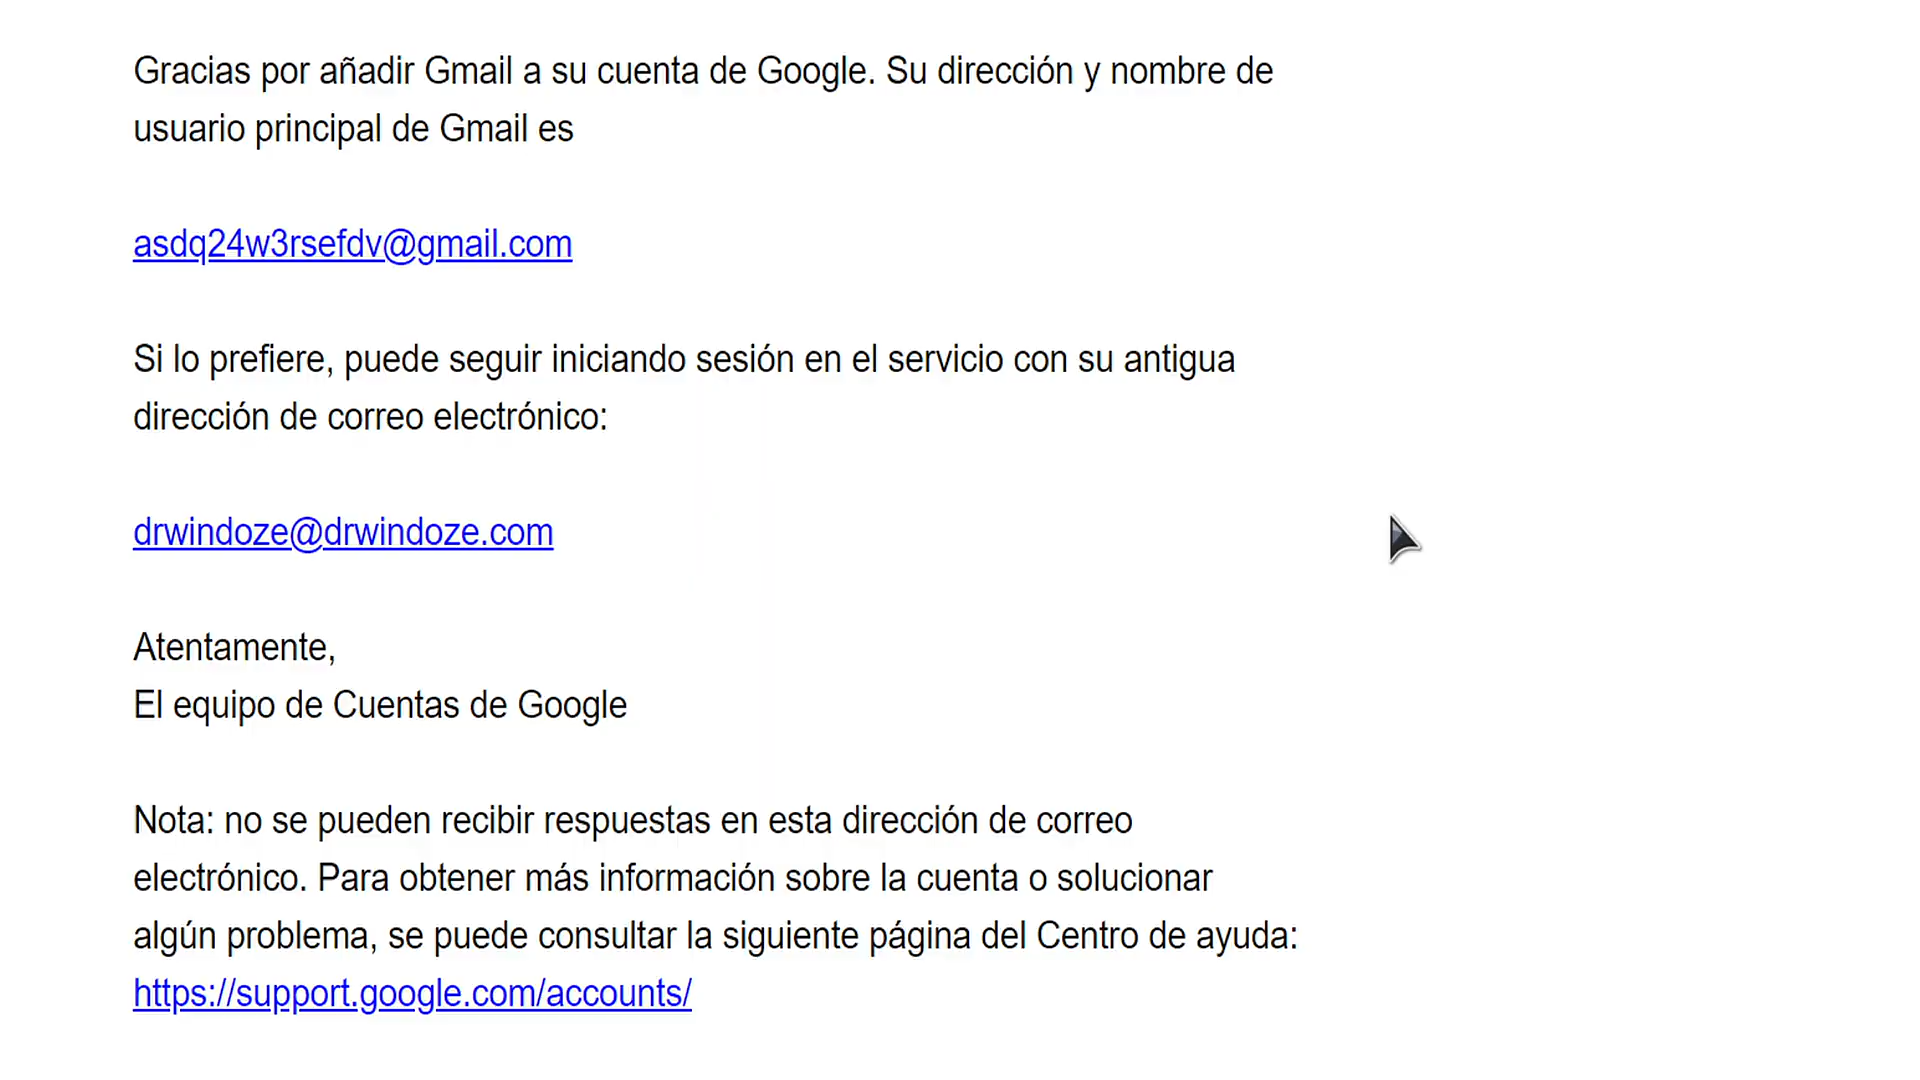 Gracias por añadir Gmail a su cuenta de Google. Su dirección y nombre de
usuario principal de Gmail es
asdq24w3rsefdv@gmail.com
Si lo prefiere, puede seguir iniciando sesión en el servicio con su antigua
dirección de correo electrónico:
drwindoze@drwindoze.com
Atentamente,
El equipo de Cuentas de Google
Nota: no se pueden recibir respuestas en esta dirección de correo
electrónico. Para obtener más información sobre la cuenta o solucionar
algún problema, se puede consultar la siguiente página del Centro de ayuda:
https://support.google.com/accounts/